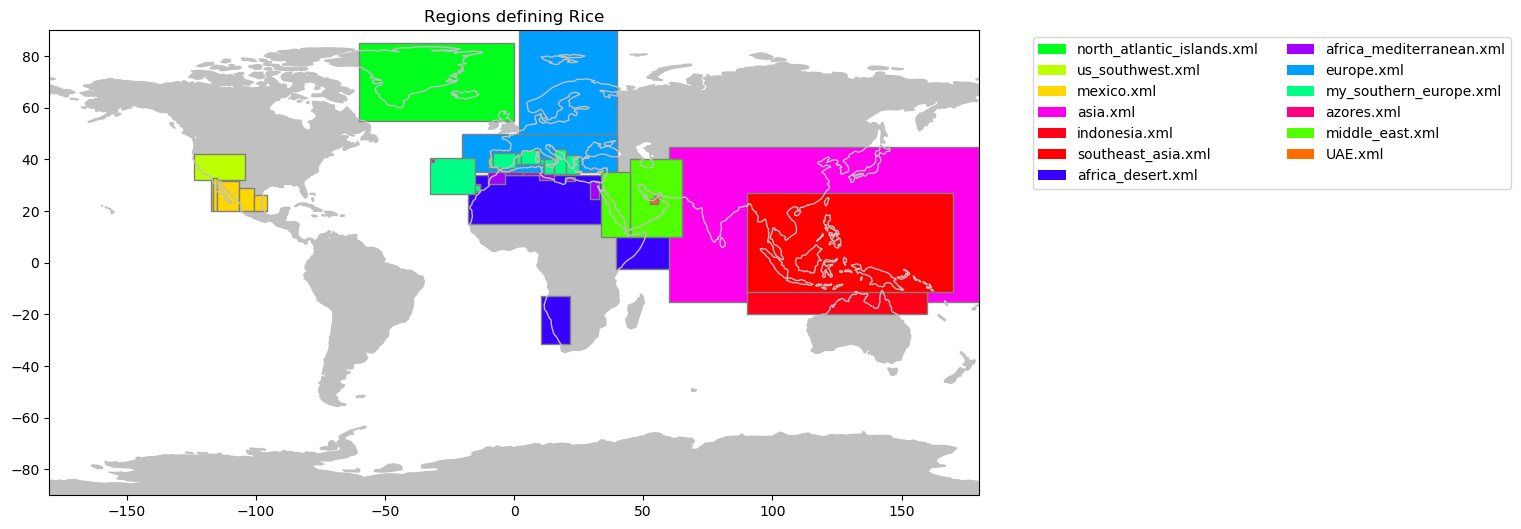 Regions defining Rice
80
60
40
20
0
−20
−40
−60
−80
−150
−100
−50
0
50
100
150
north_atlantic_islands.xml
us_southwest.xml
mexico.xml
asia.xml
indonesia.xml
southeast_asia.xml
africa_desert.xml
africa_mediterranean.xml
europe.xml
my_southern_europe.xml
azores.xml
middle_east.xml
UAE.xml